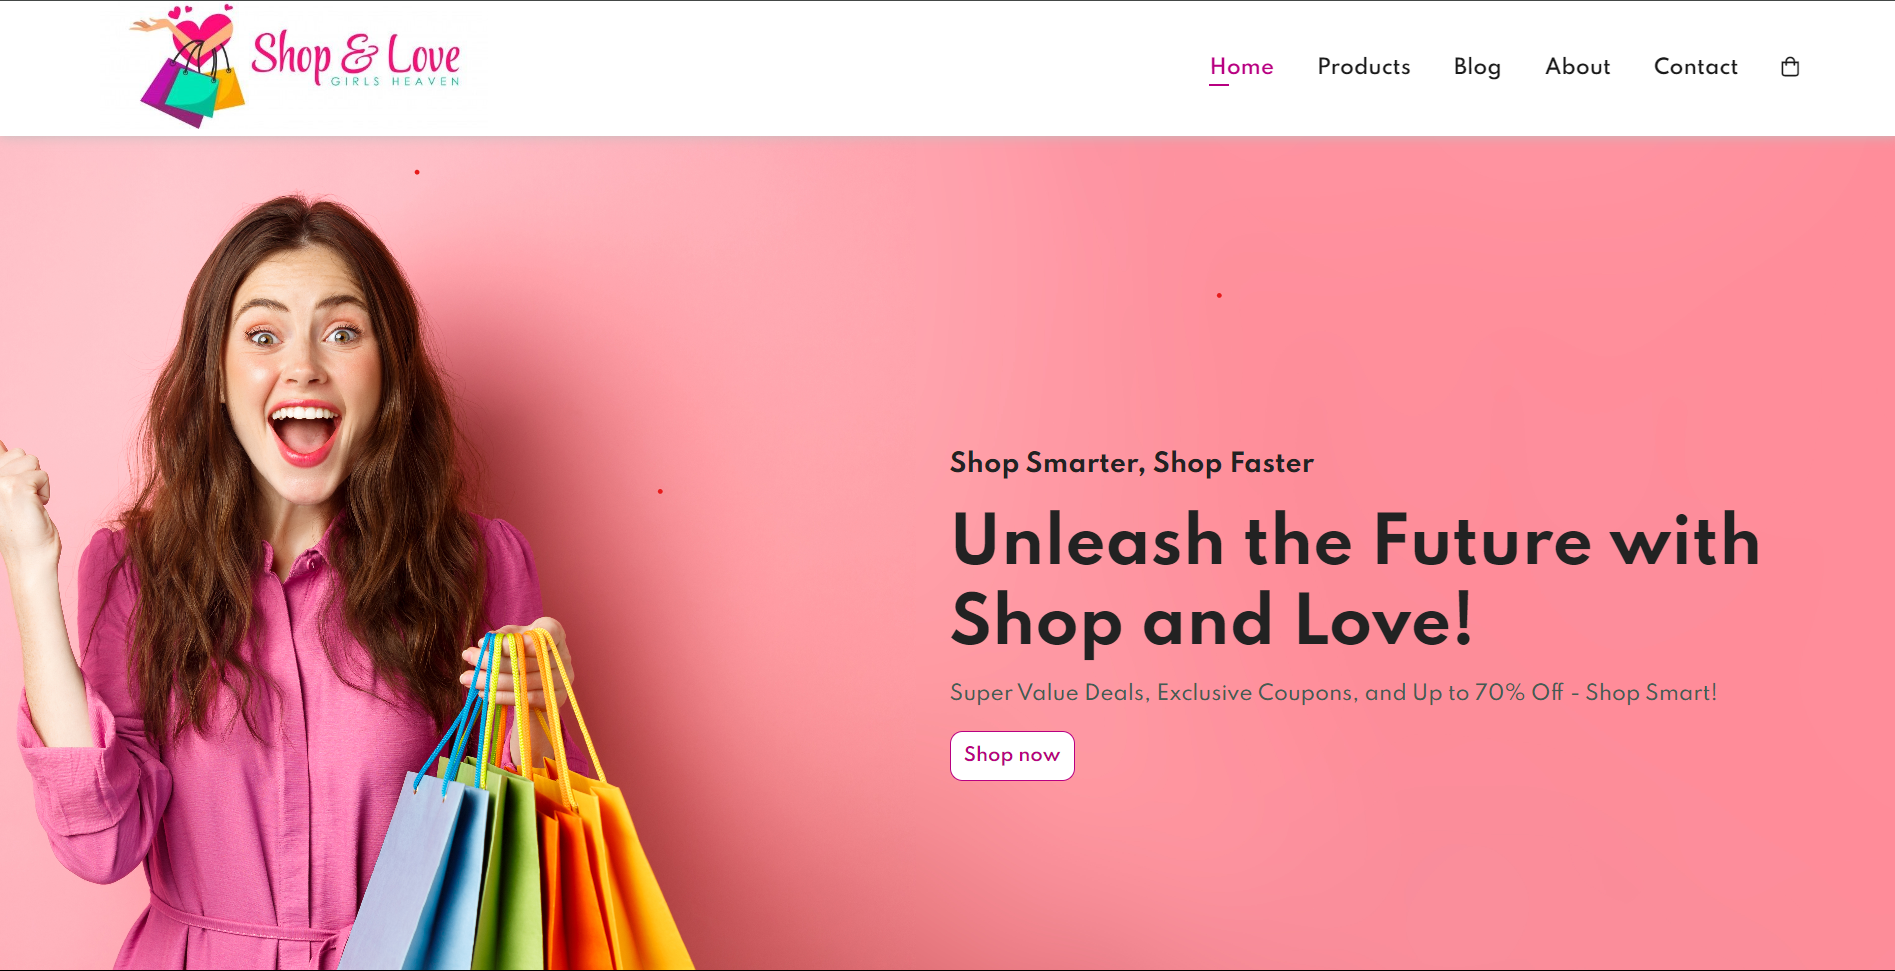 Shop & Love
GIRLS HEAVEN
Home Products Blog About Contact
Shop Smarter, Shop Faster
Unleash the Future with
Shop and Love!
Super Value Deals, Exclusive Coupons, and Up to 70% Off - Shop Smart!
Shop now